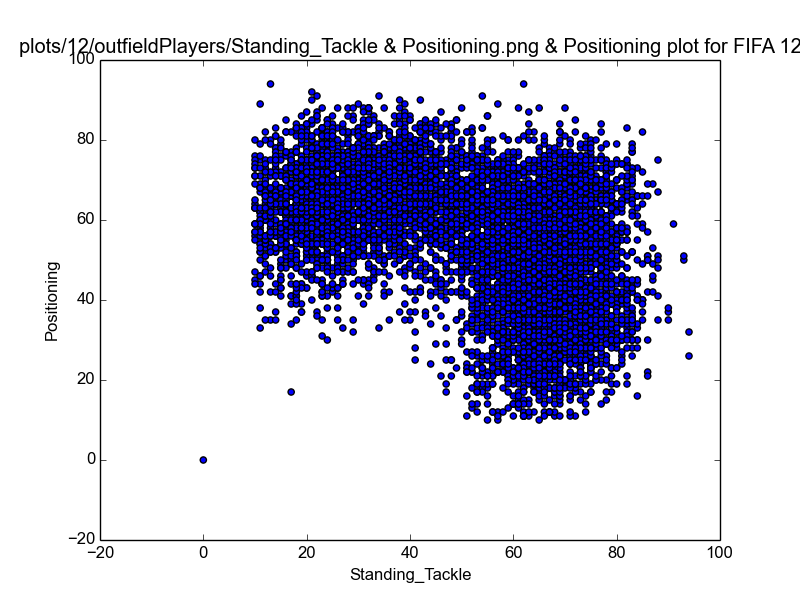 plots/12/outfieldPlayers/Standing_Tackle & Positioning.png & Positioning plot for FIFA 12
100
80
60
40
20
0
−20
Positioning
−20 0 20 40 60 80 100
Standing_Tackle